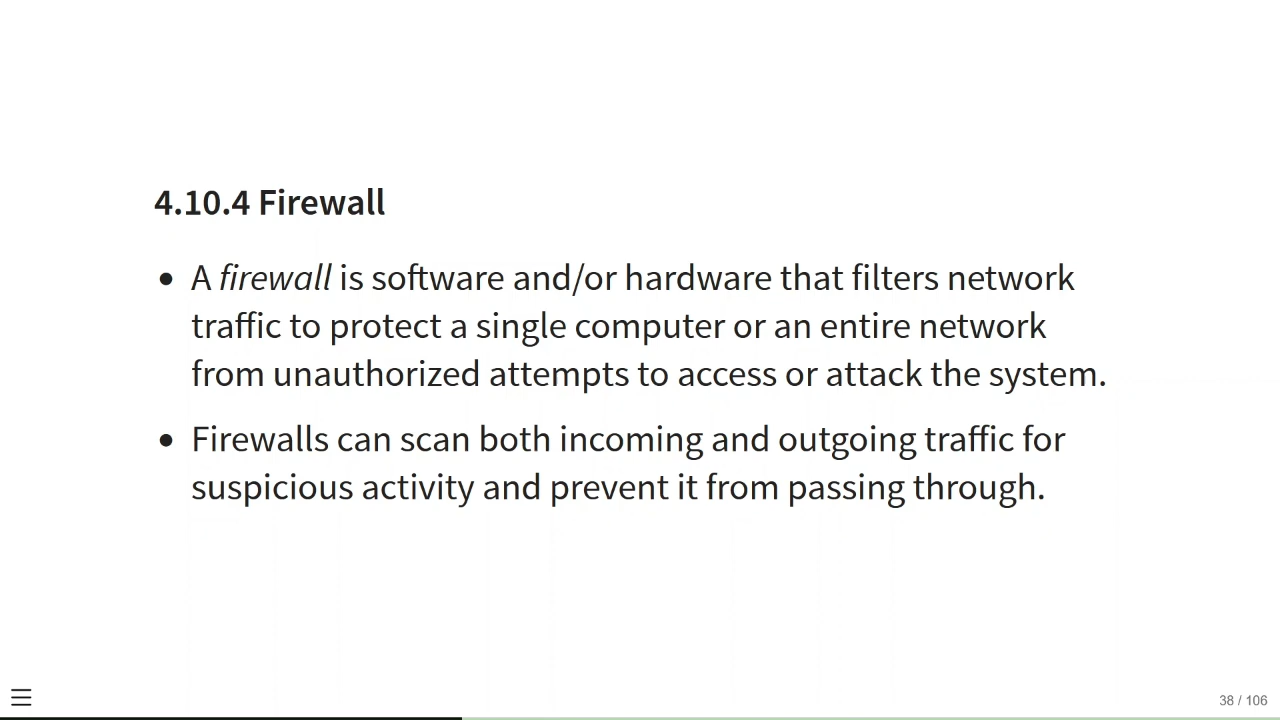 4.10.4 Firewall
• A firewall is software and/or hardware that filters network
traffic to protect a single computer or an entire network
from unauthorized attempts to access or attack the system.
• Firewalls can scan both incoming and outgoing traffic for
suspicious activity and prevent it from passing through.
38 / 106